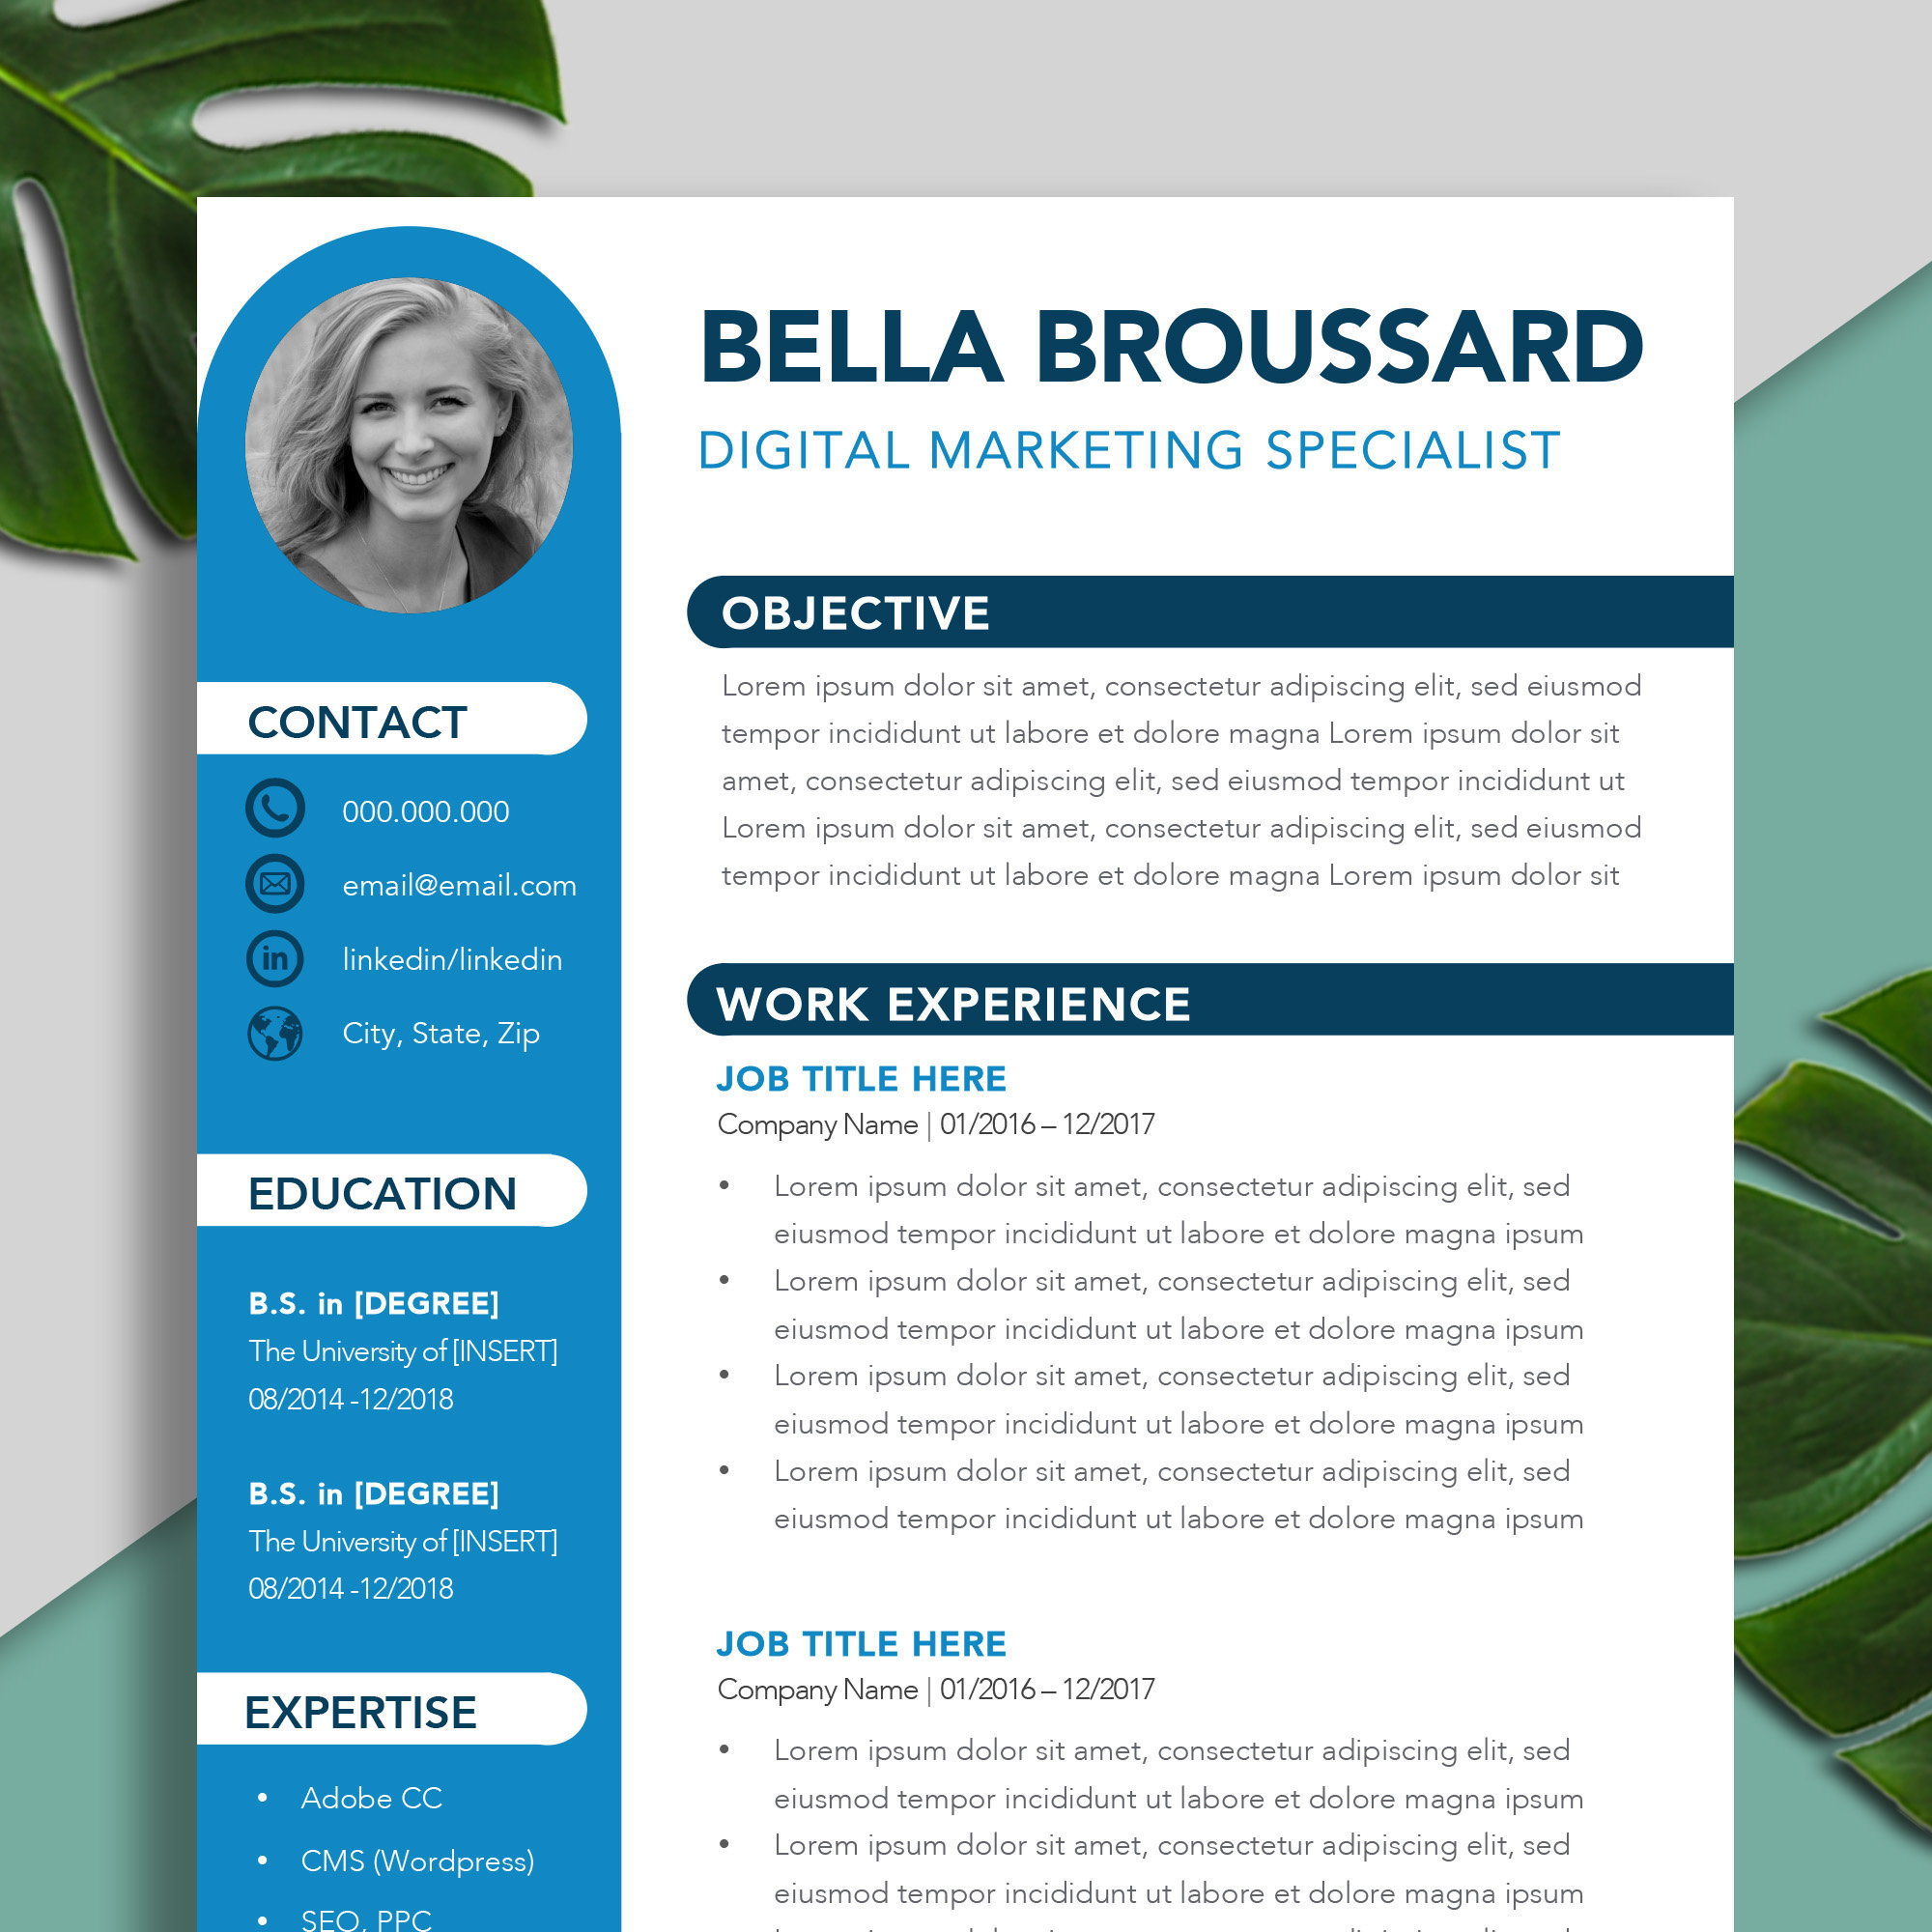 BELLA BROUSSARD
DIGITAL MARKETING SPECIALIST
CONTACT
000.000.000
email@email.com
in linkedin/linkedin
City, State, Zip
EDUCATION
B.S. in [DEGREE]
The University of [INSERT]
08/2014 -12/2018
B.S. in [DEGREE]
The University of [INSERT]
08/2014 -12/2018
EXPERTISE
• Adobe CC
• CMS (Wordpress)
• SEO, PPC
OBJECTIVE
Lorem ipsum dolor sit amet, consectetur adipiscing elit, sed eiusmod
tempor incididunt ut labore et dolore magna Lorem ipsum dolor sit
amet, consectetur adipiscing elit, sed eiusmod tempor incididunt ut
Lorem ipsum dolor sit amet, consectetur adipiscing elit, sed eiusmod
tempor incididunt ut labore et dolore magna Lorem ipsum dolor sit
WORK EXPERIENCE
JOB TITLE HERE
Company Name | 01/2016 – 12/2017
• Lorem ipsum dolor sit amet, consectetur adipiscing elit, sed
eiusmod tempor incididunt ut labore et dolore magna ipsum
• Lorem ipsum dolor sit amet, consectetur adipiscing elit, sed
eiusmod tempor incididunt ut labore et dolore magna ipsum
• Lorem ipsum dolor sit amet, consectetur adipiscing elit, sed
eiusmod tempor incididunt ut labore et dolore magna ipsum
• Lorem ipsum dolor sit amet, consectetur adipiscing elit, sed
eiusmod tempor incididunt ut labore et dolore magna ipsum
JOB TITLE HERE
Company Name | 01/2016 – 12/2017
• Lorem ipsum dolor sit amet, consectetur adipiscing elit, sed
eiusmod tempor incididunt ut labore et dolore magna ipsum
• Lorem ipsum dolor sit amet, consectetur adipiscing elit, sed
eiusmod tempor incididunt ut labore et dolore magna ipsum